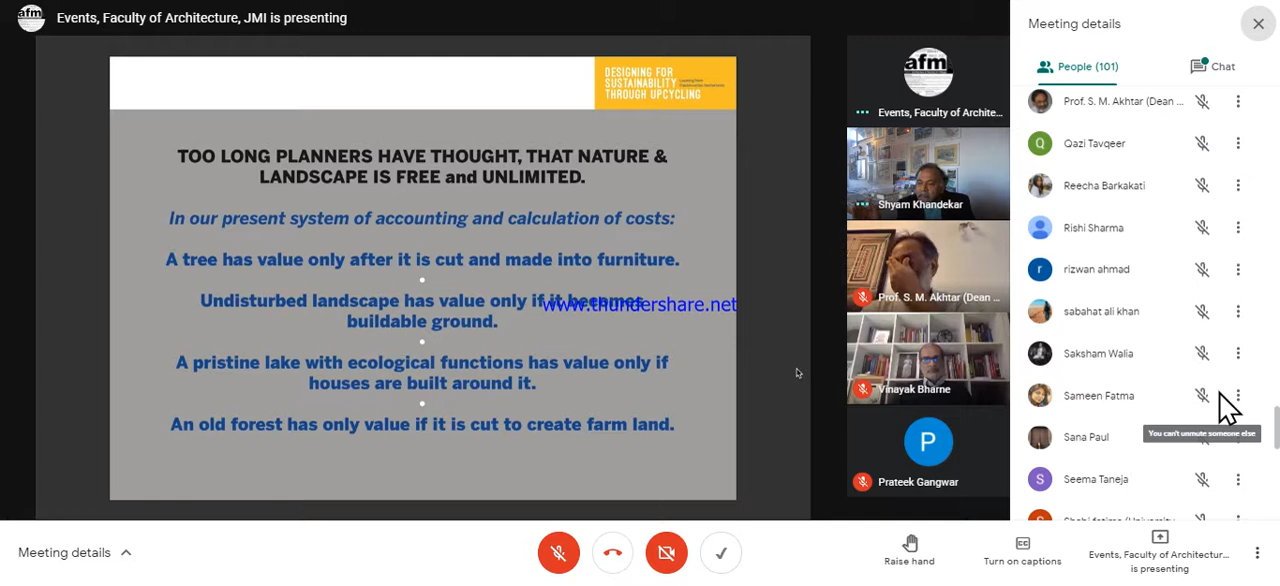 Events, Faculty of Architecture, JMI is presenting
afm
DESIGNING FOR
SUSTAINABILITY
THROUGH UPCYCLING
TOO LONG PLANNERS HAVE THOUGHT, THAT NATURE &
LANDSCAPE IS FREE and UNLIMITED.
In our present system of accounting and calculation of costs:
A tree has value only after it is cut and made into furniture.
Undisturbed landscape has value only if it becomes
buildable ground.
www.thundershare.net
A pristine lake with ecological functions has value only if
houses are built around it.
An old forest has only value if it is cut to create farm land.
afm
Events, Faculty of Archite...
Shyam Khandekar
Prof. S. M. Akhtar (Dean ...
Vinayak Bharne
P
Prateek Gangwar
Meeting details
People (101)
Chat
Prof. S. M. Akhtar (Dean ...
Q Qazi Tavqeer
Reecha Barkakati
Rishi Sharma
r rizwan ahmad
sabahat ali khan
Saksham Walia
Sameen Fatma
You can't unmute someone else
Sana Paul
S Seema Taneja
Meeting details
Raise hand
Turn on captions
Events, Faculty of Architectur...
is presenting